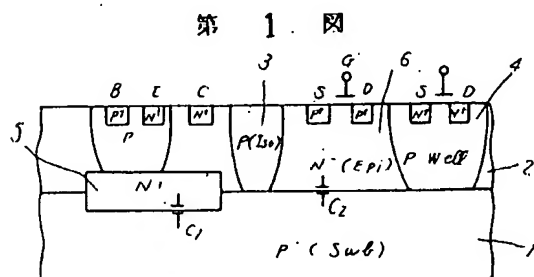 第 1 図
3 G 6 4
B E C S D S D
P⁺ N⁺ N⁺ P⁺ P⁺ N⁺ N⁺
P P(Iso) N⁻(Epi) P Well
5 N⁺ 2
C₁ C₂
P⁻(Sub) 1